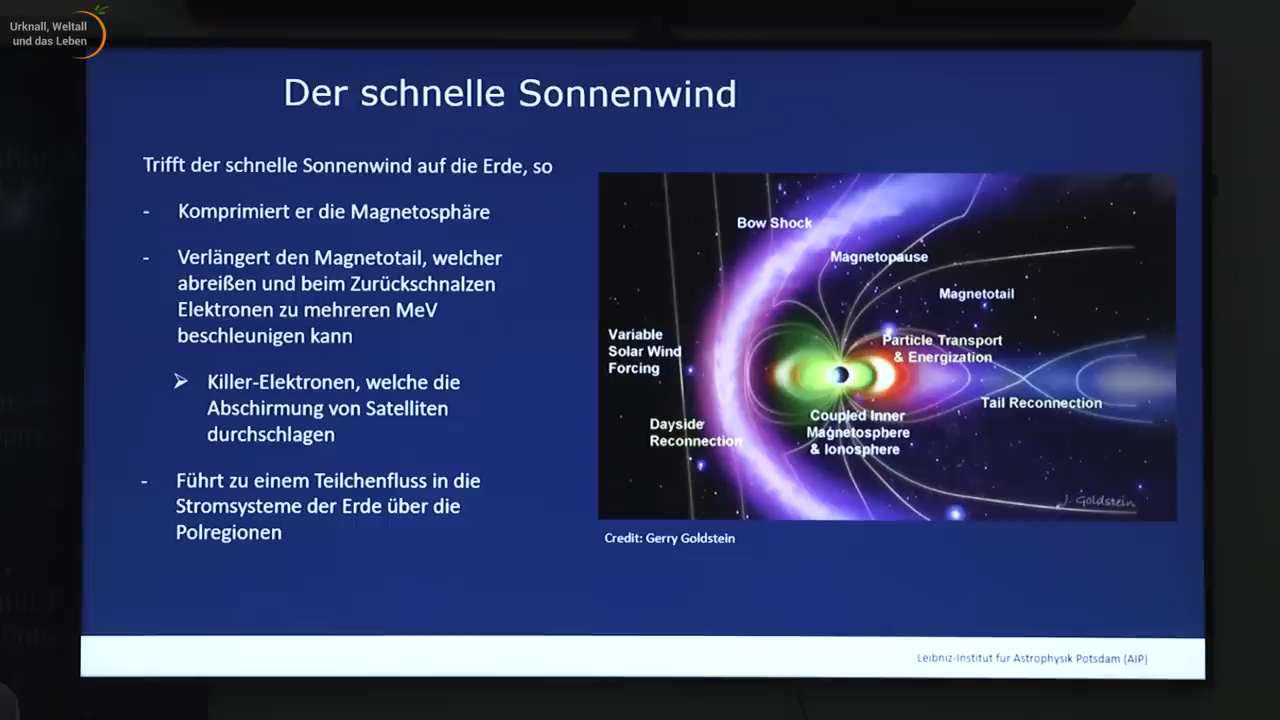 Urknall, Weltall
und das Leben
Der schnelle Sonnenwind
Trifft der schnelle Sonnenwind auf die Erde, so
- Komprimiert er die Magnetosphäre
- Verlängert den Magnetotail, welcher
abreißen und beim Zurückschnalzen
Elektronen zu mehreren MeV
beschleunigen kann
➢ Killer-Elektronen, welche die
Abschirmung von Satelliten
durchschlagen
- Führt zu einem Teilchenfluss in die
Stromsysteme der Erde über die
Polregionen
Bow Shock
Magnetopause
Magnetotail
Variable
Solar Wind
Forcing
Particle Transport
& Energization
Tail Reconnection
Dayside
Reconnection
Coupled Inner
Magnetosphere
& Ionosphere
J. Goldstein
Credit: Gerry Goldstein
Leibniz-Institut für Astrophysik Potsdam (AIP)